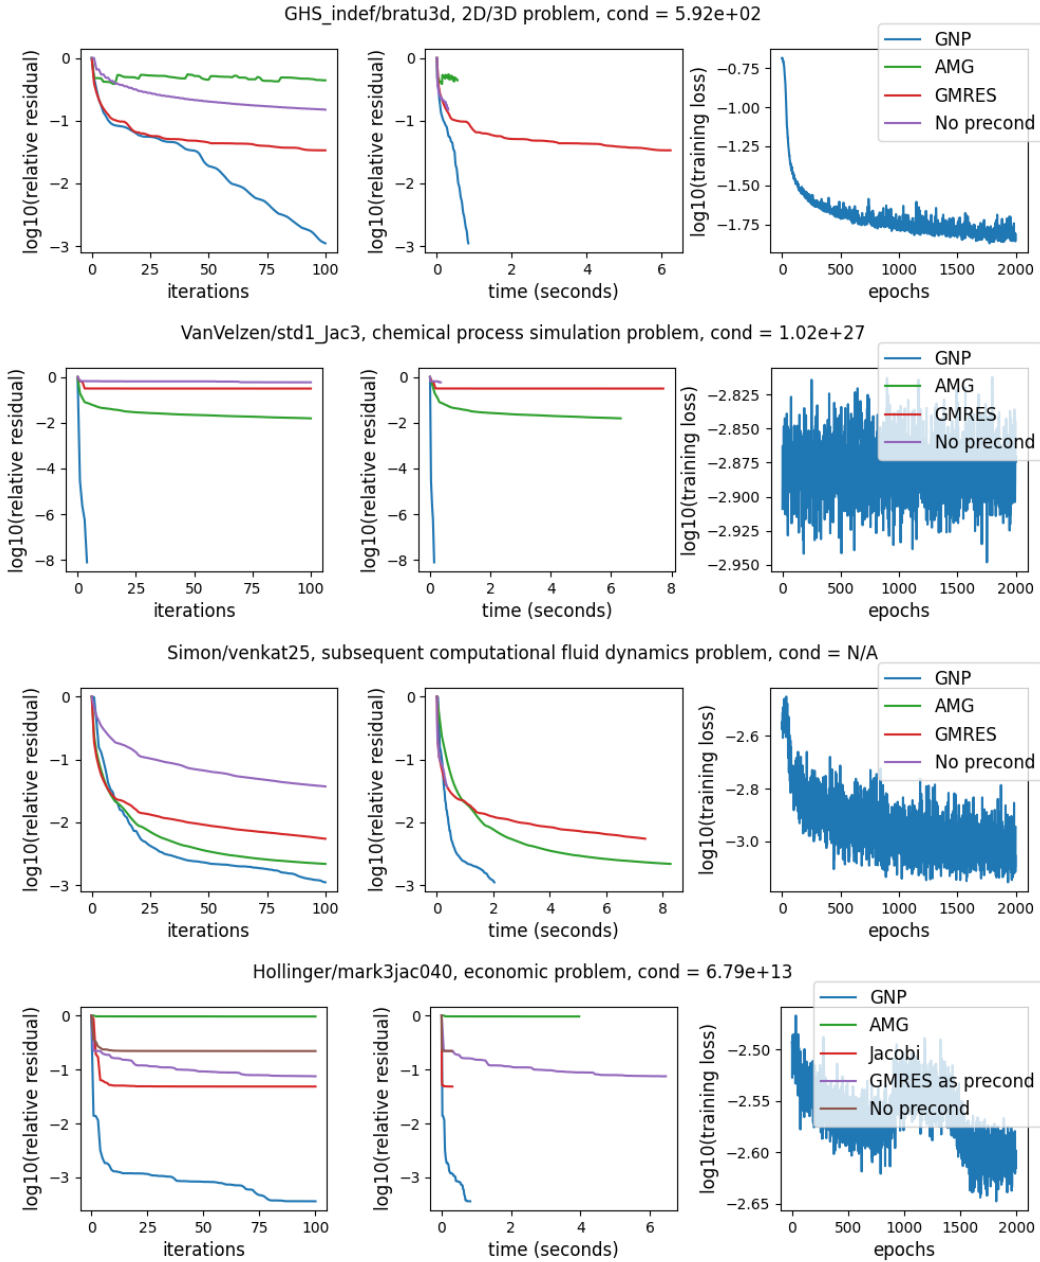 GHS_indef/bratu3d, 2D/3D problem, cond = 5.92e+02
log10(relative residual)
0
−1
−2
−3
0 25 50 75 100
iterations
log10(relative residual)
0
−1
−2
−3
0 2 4 6
time (seconds)
log10(training loss)
−0.75
−1.00
−1.25
−1.50
−1.75
0 500 1000 1500 2000
epochs
GNP
AMG
GMRES
No precond
VanVelzen/std1_Jac3, chemical process simulation problem, cond = 1.02e+27
log10(relative residual)
0
−2
−4
−6
−8
0 25 50 75 100
iterations
log10(relative residual)
0
−2
−4
−6
−8
0 2 4 6 8
time (seconds)
log10(training loss)
−2.825
−2.850
−2.875
−2.900
−2.925
−2.950
0 500 1000 1500 2000
epochs
GNP
AMG
GMRES
No precond
Simon/venkat25, subsequent computational fluid dynamics problem, cond = N/A
log10(relative residual)
0
−1
−2
−3
0 25 50 75 100
iterations
log10(relative residual)
0
−1
−2
−3
0 2 4 6 8
time (seconds)
log10(training loss)
−2.6
−2.8
−3.0
0 500 1000 1500 2000
epochs
GNP
AMG
GMRES
No precond
Hollinger/mark3jac040, economic problem, cond = 6.79e+13
log10(relative residual)
0
−1
−2
−3
0 25 50 75 100
iterations
log10(relative residual)
0
−1
−2
−3
0 2 4 6
time (seconds)
log10(training loss)
−2.50
−2.55
−2.60
−2.65
0 500 1000 1500 2000
epochs
GNP
AMG
Jacobi
GMRES as precond
No precond